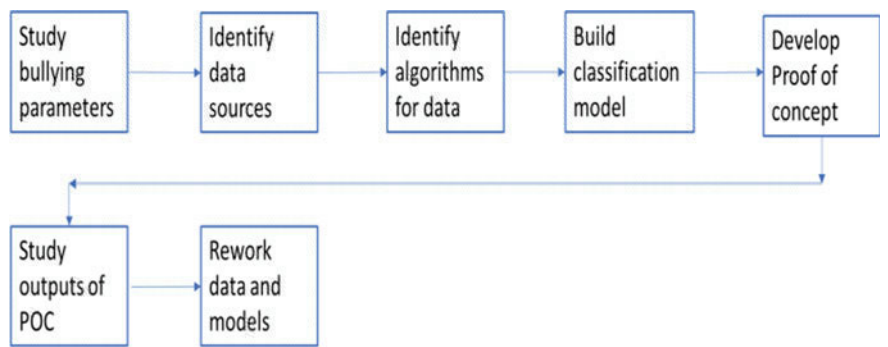 Study
bullying
parameters
Identify
data
sources
Identify
algorithms
for data
Build
classification
model
Develop
Proof of
concept
Study
outputs of
POC
Rework
data and
models